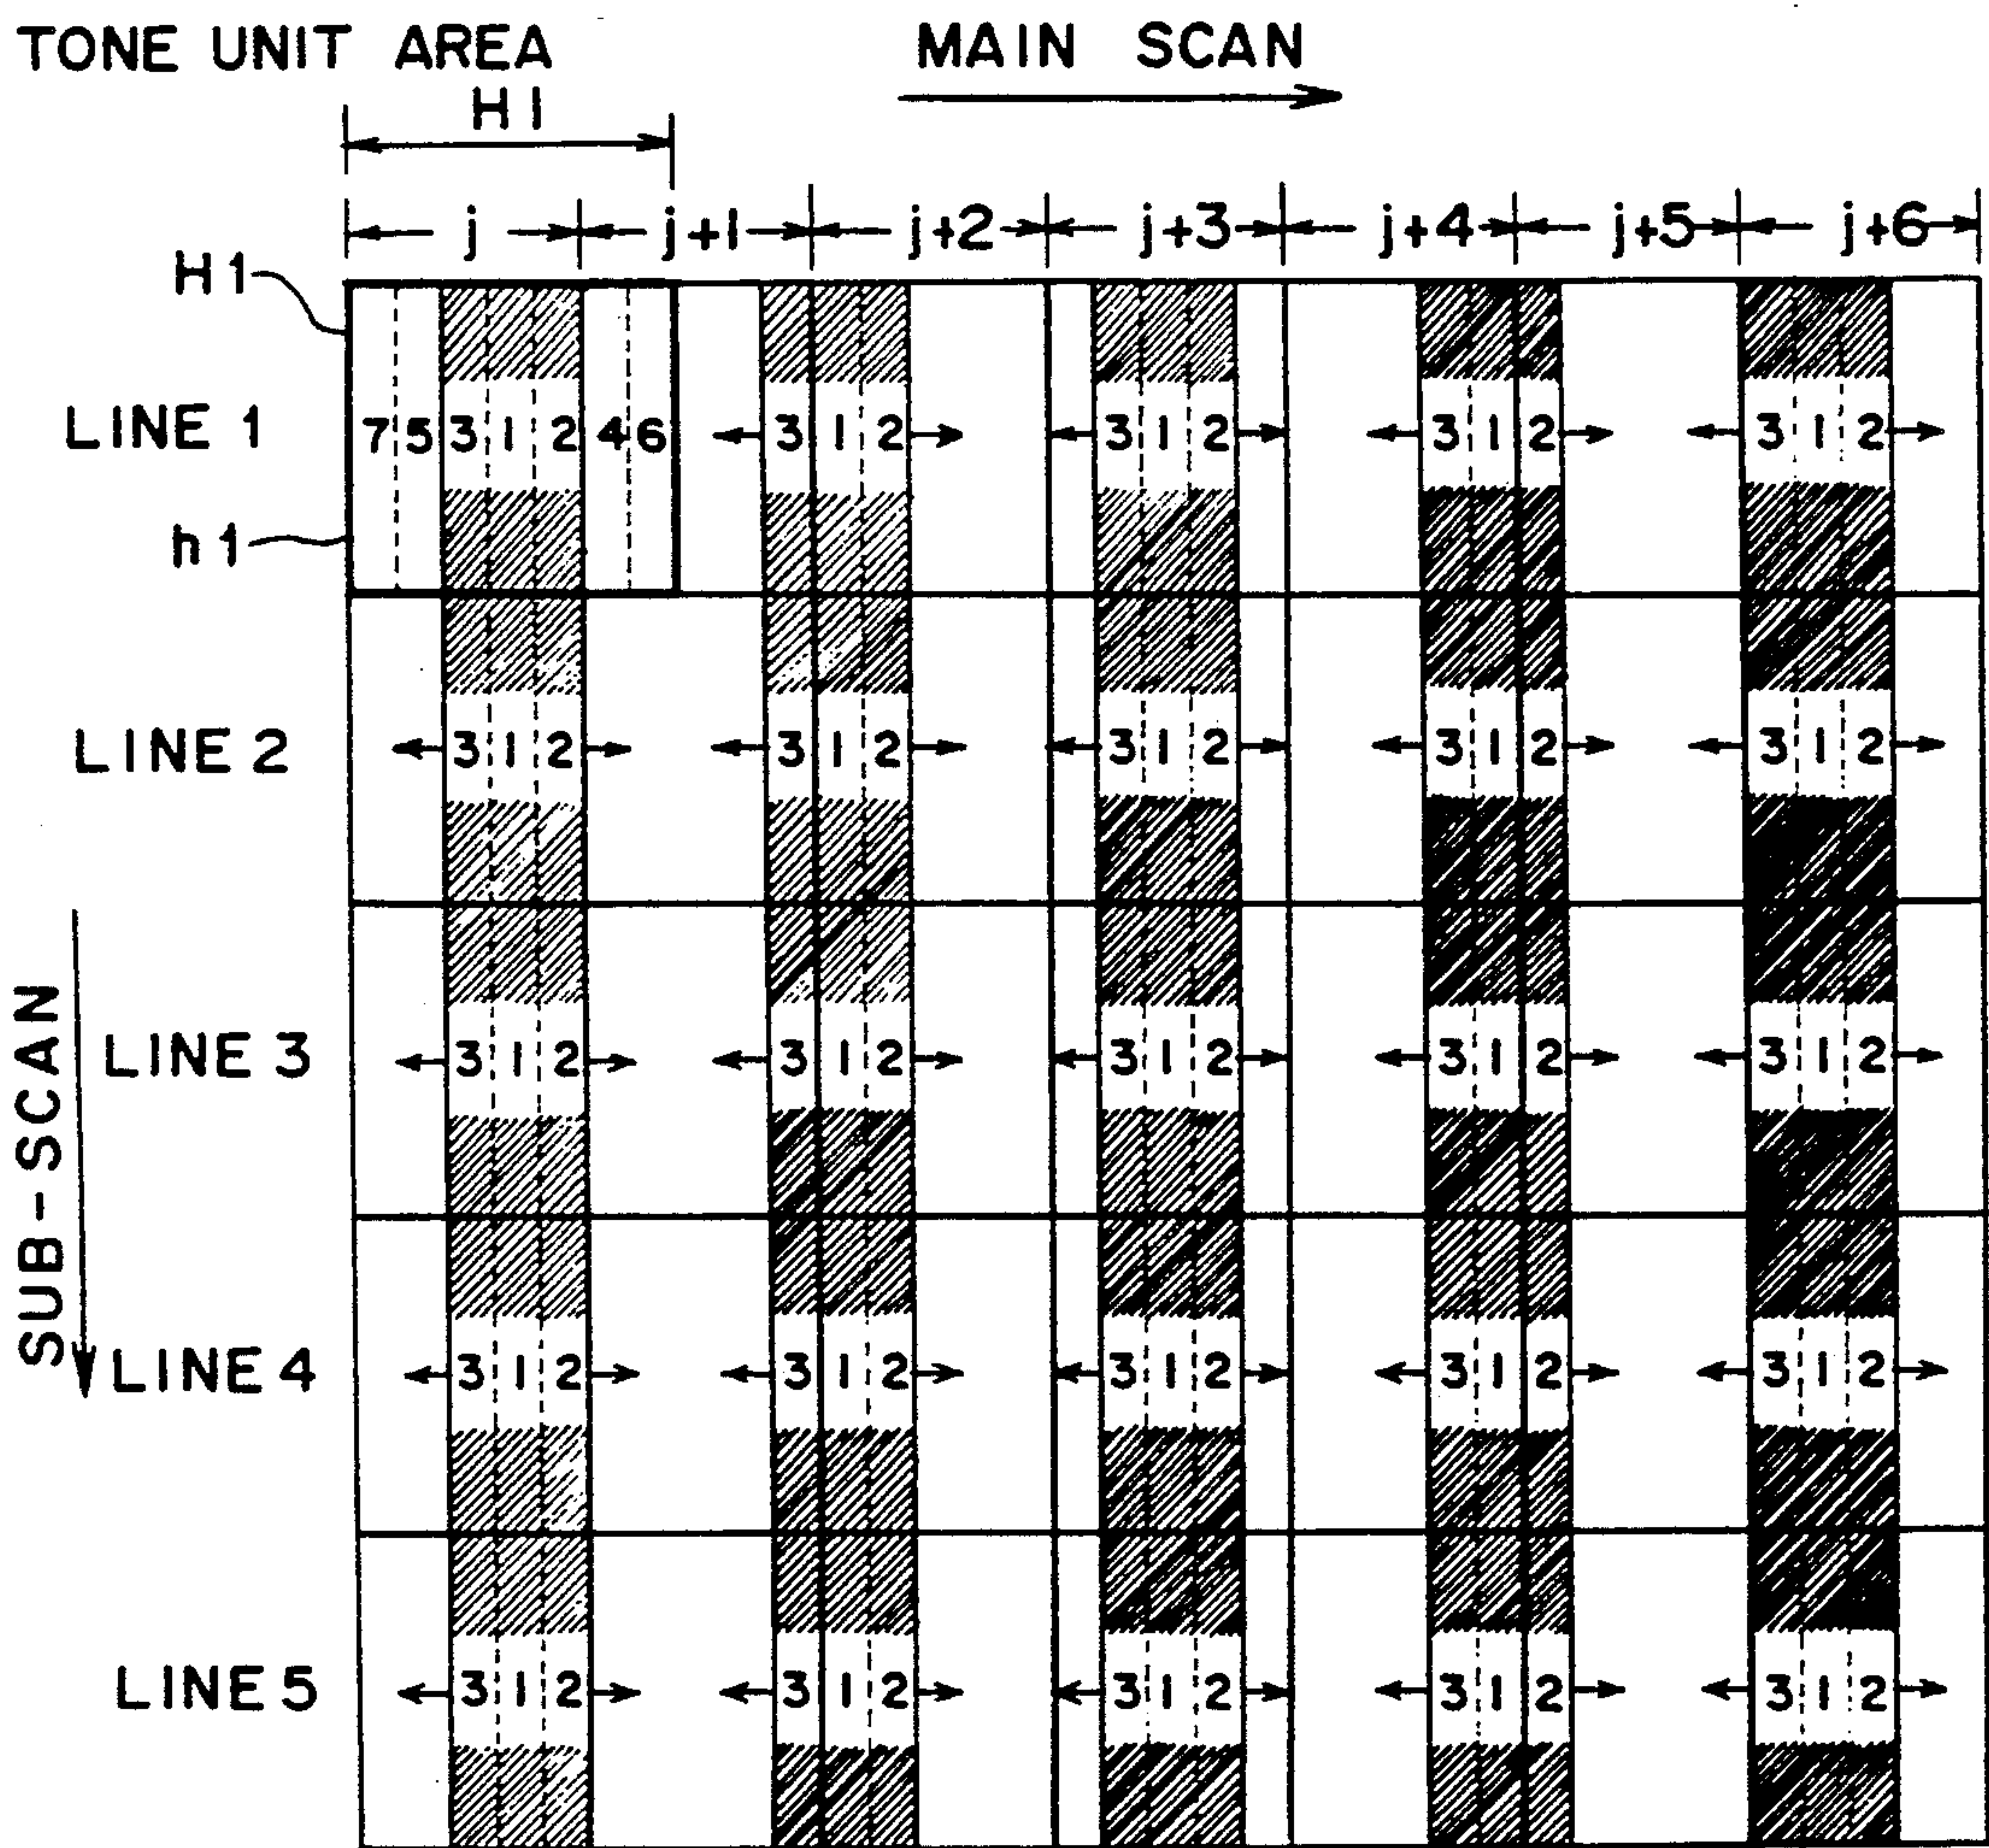 TONE UNIT AREA MAIN SCAN
H1
j j+1 j+2 j+3 j+4 j+5 j+6
H1
LINE 1 7 5 3 1 2 4 6 3 1 2 3 1 2 3 1 2 3 1 2
h1
LINE 2 3 1 2 3 1 2 3 1 2 3 1 2 3 1 2
SUB-SCAN
LINE 3 3 1 2 3 1 2 3 1 2 3 1 2 3 1 2
LINE 4 3 1 2 3 1 2 3 1 2 3 1 2 3 1 2
LINE 5 3 1 2 3 1 2 3 1 2 3 1 2 3 1 2